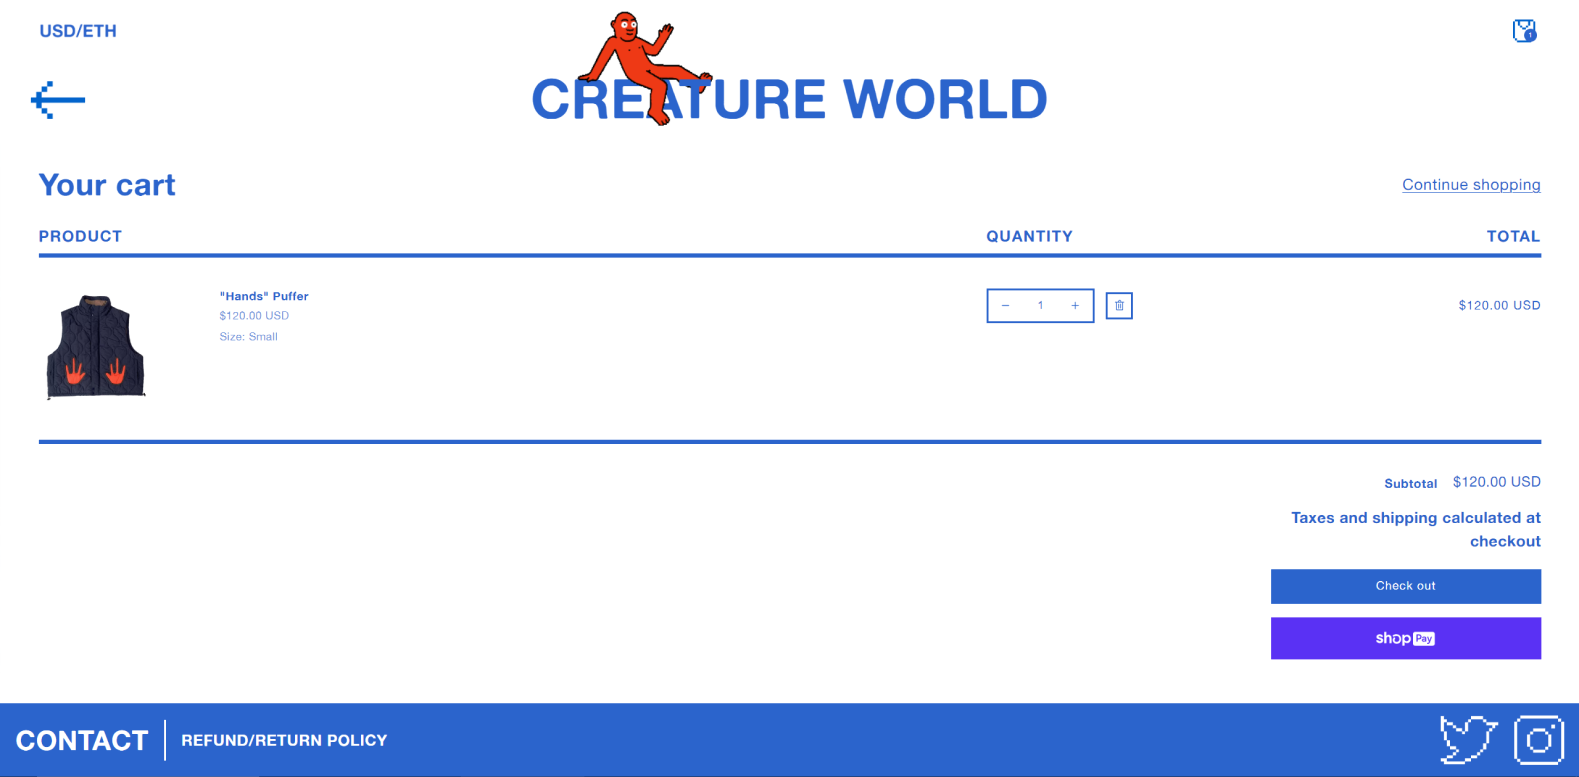 USD/ETH
1
CREATURE WORLD
Your cart
Continue shopping
PRODUCT
QUANTITY
TOTAL
"Hands" Puffer
$120.00 USD
Size: Small
− 1 +
$120.00 USD
Subtotal $120.00 USD
Taxes and shipping calculated at
checkout
Check out
shop Pay
CONTACT
REFUND/RETURN POLICY